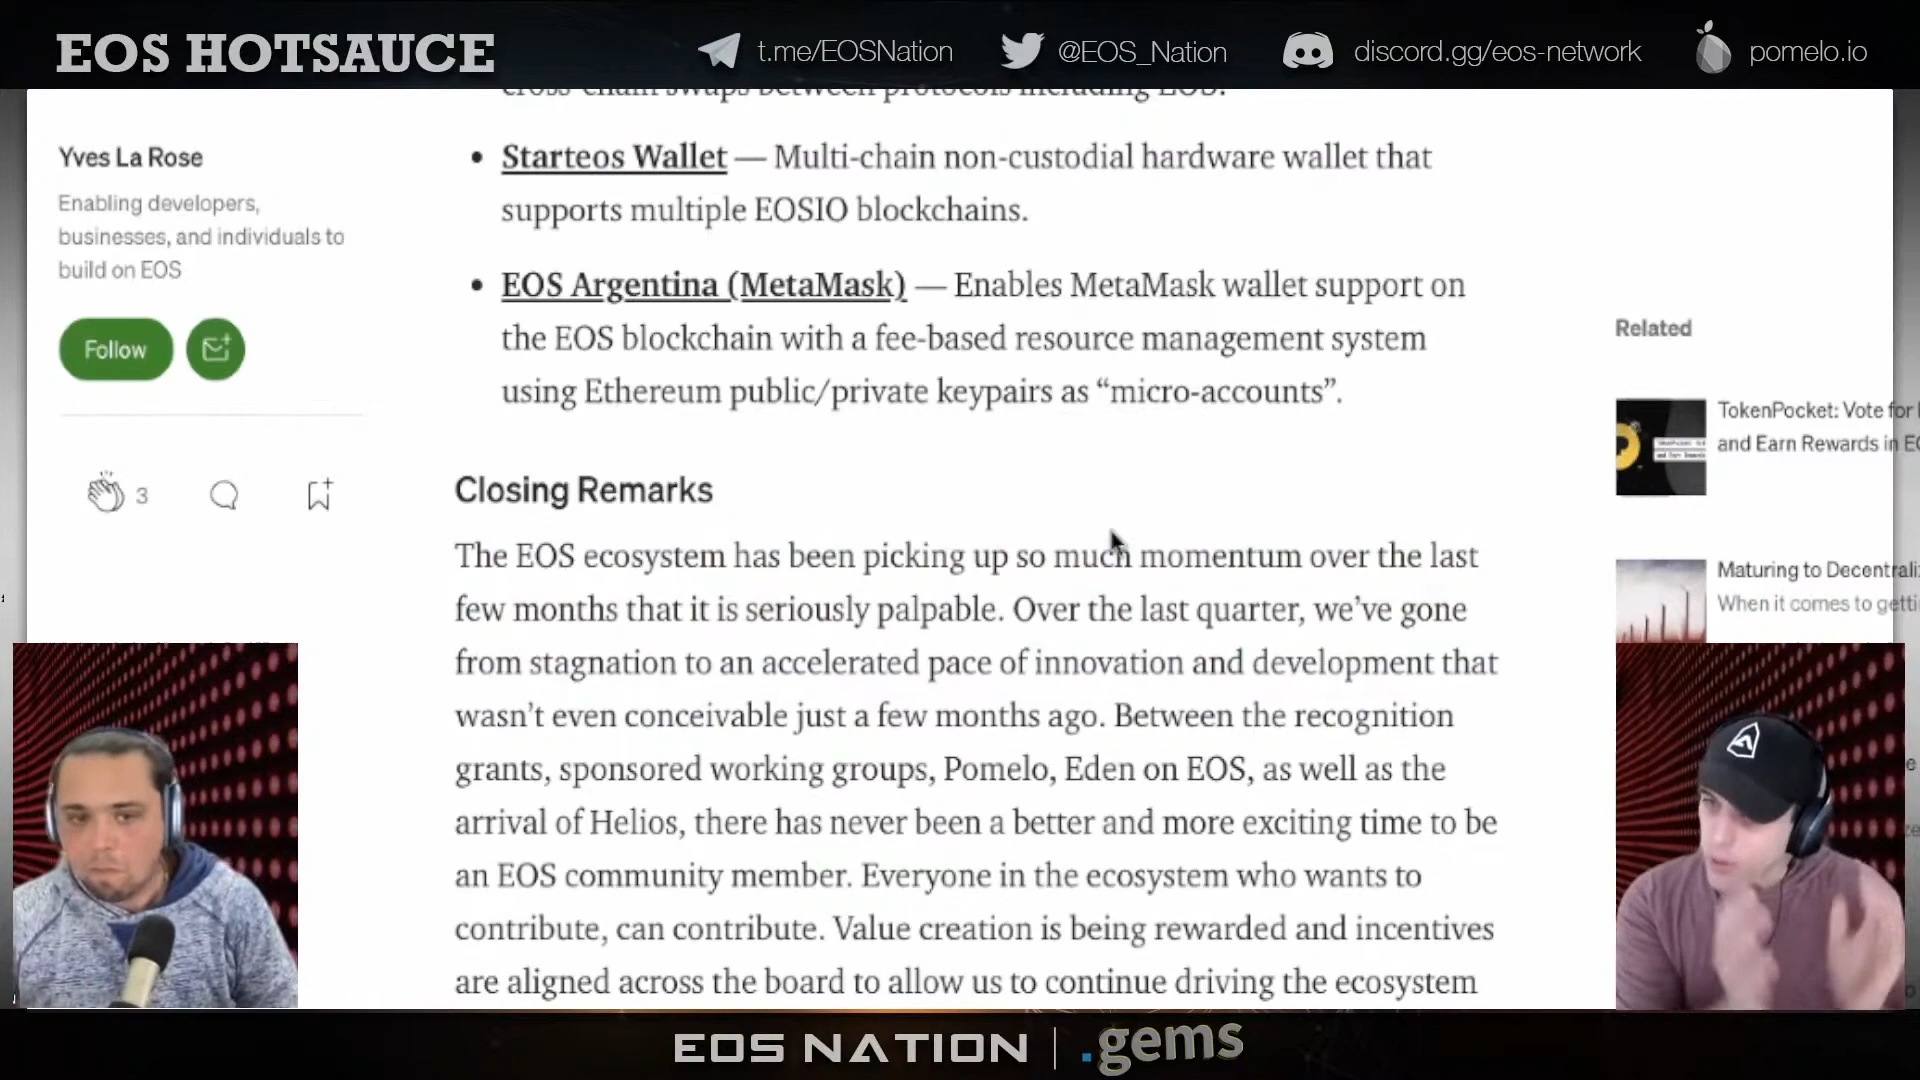 EOS HOTSAUCE
t.me/EOSNation
@EOS_Nation
discord.gg/eos-network
pomelo.io
cross-chain swaps between protocols including EOS.
Yves La Rose
Enabling developers,
businesses, and individuals to
build on EOS
Follow
3
• Starteos Wallet — Multi-chain non-custodial hardware wallet that
supports multiple EOSIO blockchains.
• EOS Argentina (MetaMask) — Enables MetaMask wallet support on
the EOS blockchain with a fee-based resource management system
using Ethereum public/private keypairs as “micro-accounts”.
Closing Remarks
The EOS ecosystem has been picking up so much momentum over the last
few months that it is seriously palpable. Over the last quarter, we’ve gone
from stagnation to an accelerated pace of innovation and development that
wasn’t even conceivable just a few months ago. Between the recognition
grants, sponsored working groups, Pomelo, Eden on EOS, as well as the
arrival of Helios, there has never been a better and more exciting time to be
an EOS community member. Everyone in the ecosystem who wants to
contribute, can contribute. Value creation is being rewarded and incentives
are aligned across the board to allow us to continue driving the ecosystem
Related
TokenPocket: Vote for
and Earn Rewards in
Maturing to
When it comes to
EOS NATION | .gems